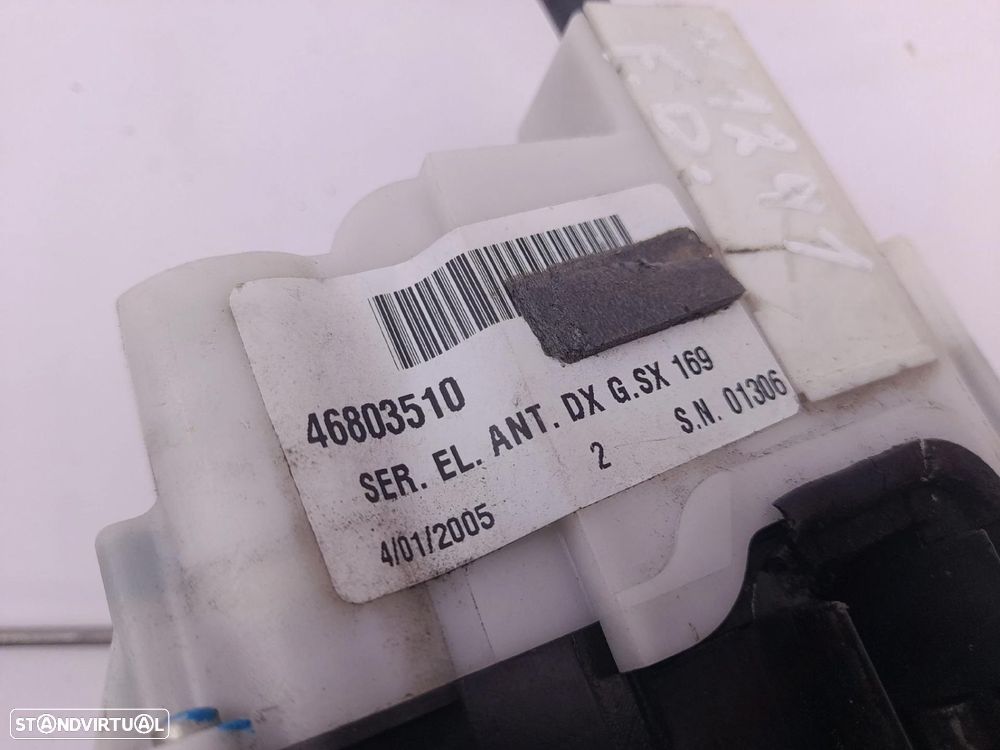 F.D.
46803510
SER. EL. ANT. DX G.SX 169
2
S.N. 01306
4/01/2005
STANDVIRTUAL